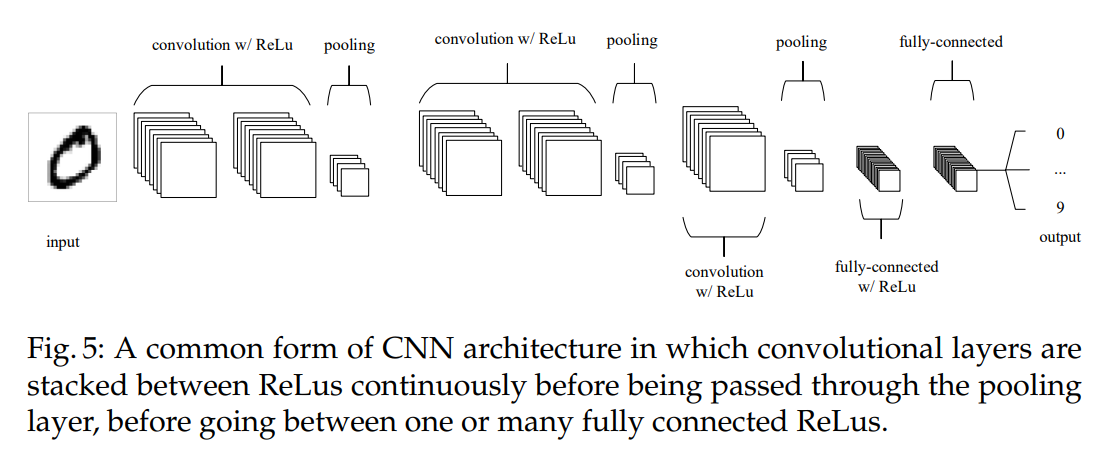 convolution w/ ReLu
pooling
convolution w/ ReLu
pooling
pooling
fully-connected
0
...
9
input
output
convolution
w/ ReLu
fully-connected
w/ ReLu
Fig. 5: A common form of CNN architecture in which convolutional layers are
stacked between ReLus continuously before being passed through the pooling
layer, before going between one or many fully connected ReLus.